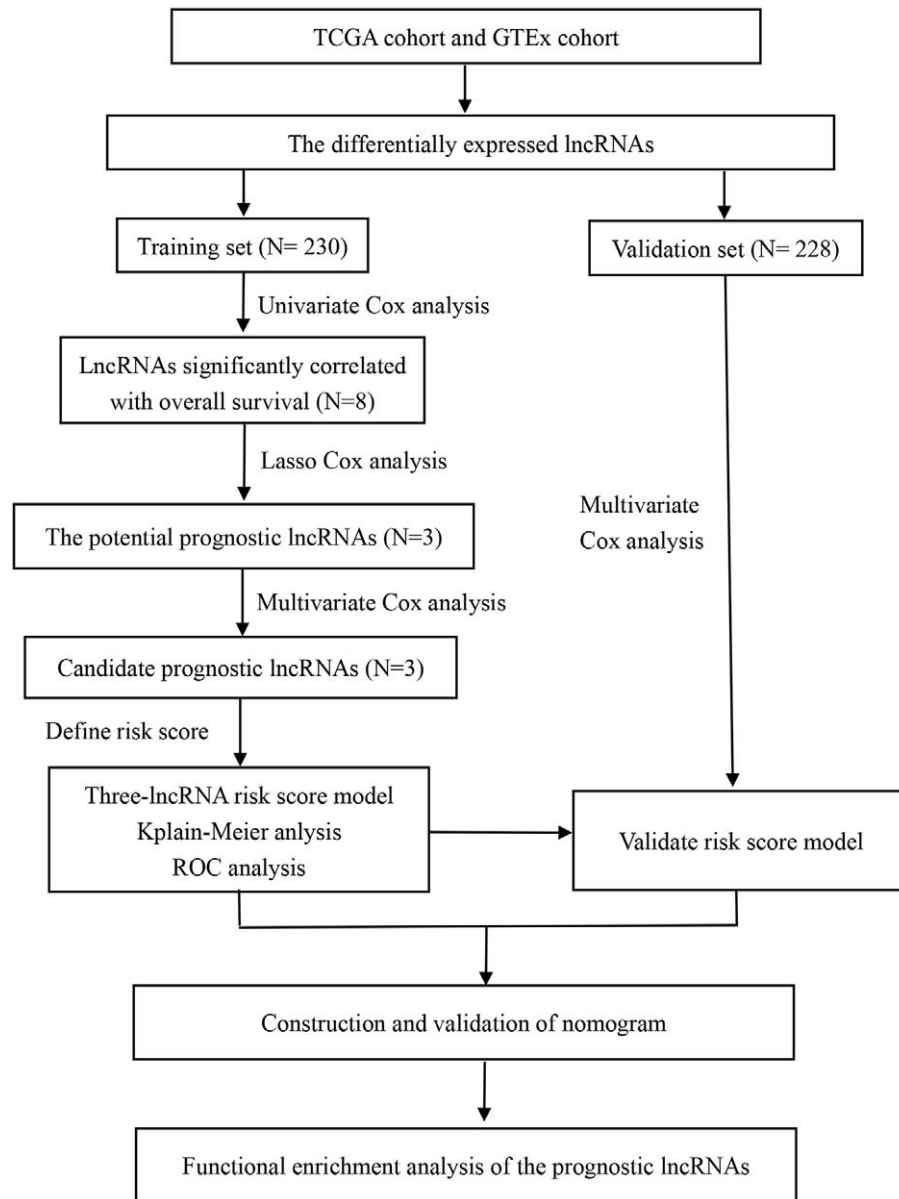 TCGA cohort and GTEx cohort
The differentially expressed lncRNAs
Training set (N= 230)
Validation set (N= 228)
Univariate Cox analysis
LncRNAs significantly correlated
with overall survival (N=8)
Lasso Cox analysis
The potential prognostic lncRNAs (N=3)
Multivariate
Cox analysis
Multivariate Cox analysis
Candidate prognostic lncRNAs (N=3)
Define risk score
Three-lncRNA risk score model
Kplain-Meier anlysis
ROC analysis
Validate risk score model
Construction and validation of nomogram
Functional enrichment analysis of the prognostic lncRNAs